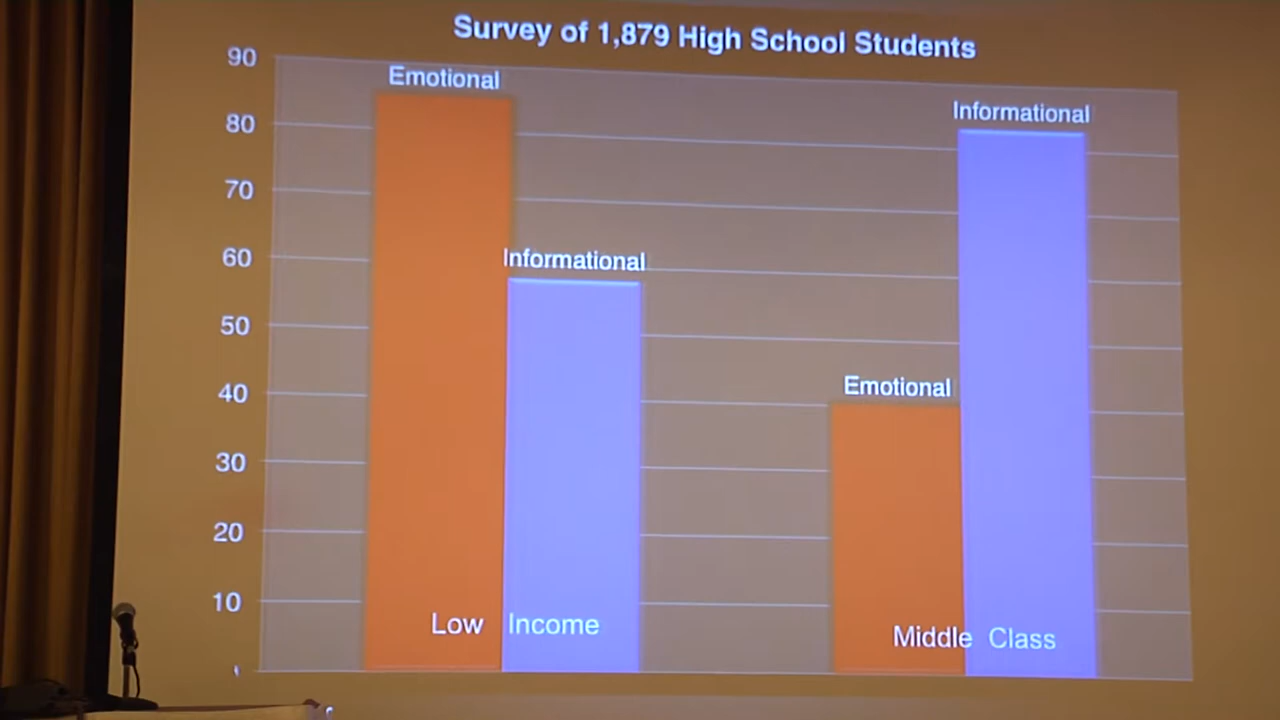 Survey of 1,879 High School Students
90
Emotional
Informational
80
70
60
Informational
50
40
Emotional
30
20
10
Low Income
Middle Class